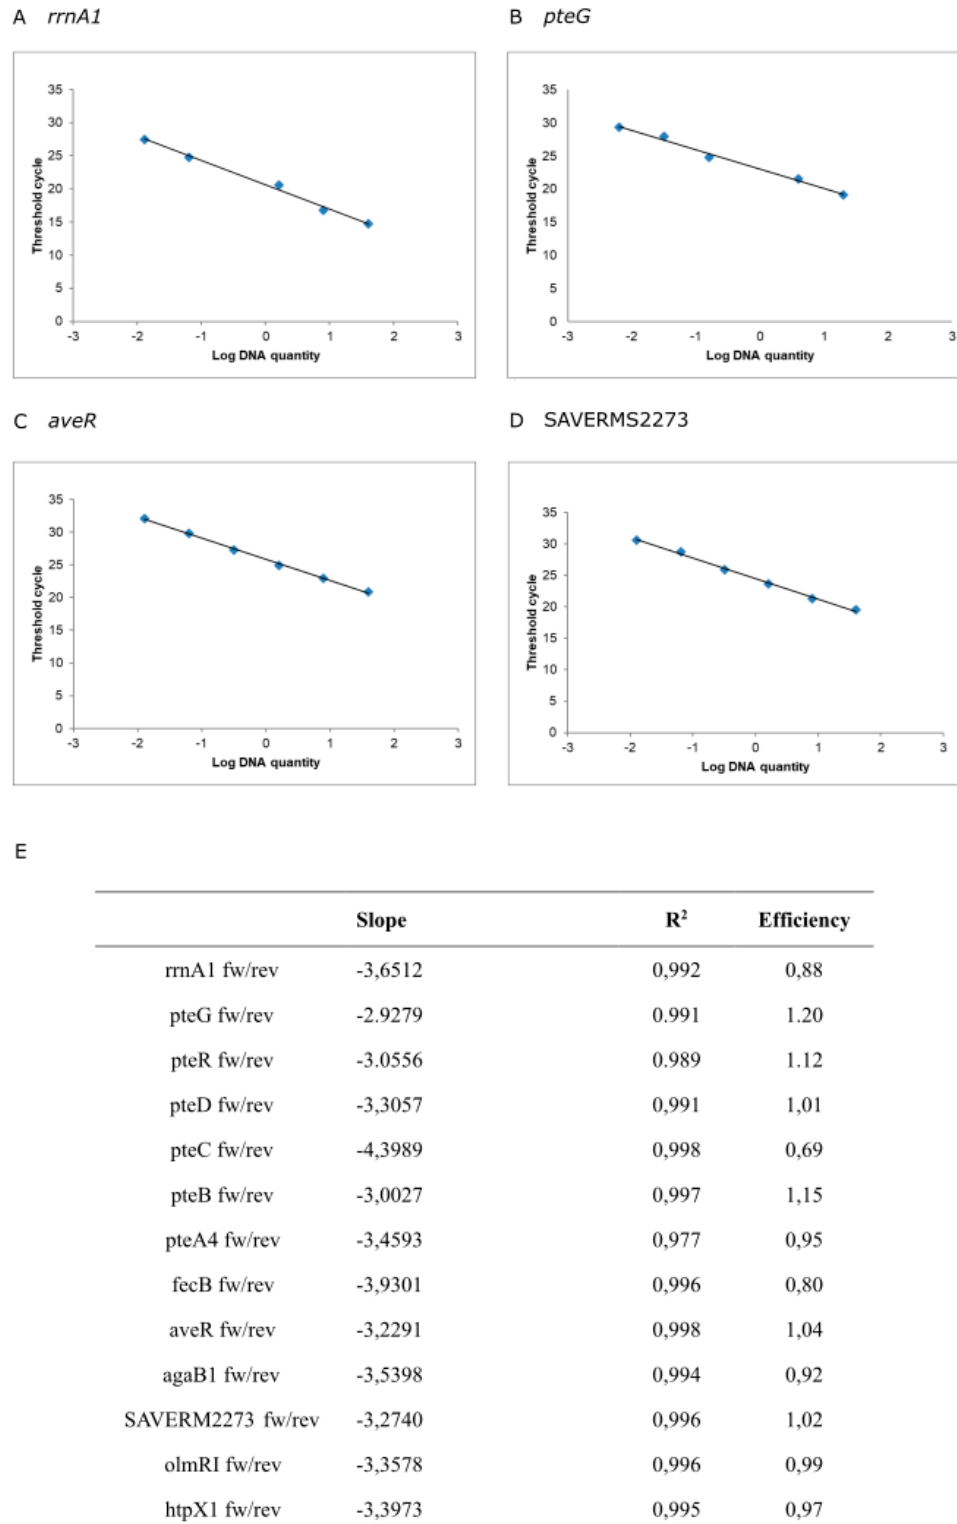 A rrnA1
B pteG
35
30
25
20
15
10
5
0
-3 -2 -1 0 1 2 3
Threshold cycle
Log DNA quantity
35
30
25
20
15
10
5
0
-3 -2 -1 0 1 2 3
Threshold cycle
Log DNA quantity
C aveR
D SAVERMS2273
35
30
25
20
15
10
5
0
-3 -2 -1 0 1 2 3
Threshold cycle
Log DNA quantity
35
30
25
20
15
10
5
0
-3 -2 -1 0 1 2 3
Threshold cycle
Log DNA quantity
E
Slope R² Efficiency
rrnA1 fw/rev -3,6512 0,992 0,88
pteG fw/rev -2.9279 0.991 1.20
pteR fw/rev -3.0556 0.989 1.12
pteD fw/rev -3,3057 0,991 1,01
pteC fw/rev -4,3989 0,998 0,69
pteB fw/rev -3,0027 0,997 1,15
pteA4 fw/rev -3,4593 0,977 0,95
fecB fw/rev -3,9301 0,996 0,80
aveR fw/rev -3,2291 0,998 1,04
agaB1 fw/rev -3,5398 0,994 0,92
SAVERM2273 fw/rev -3,2740 0,996 1,02
olmRI fw/rev -3,3578 0,996 0,99
htpX1 fw/rev -3,3973 0,995 0,97